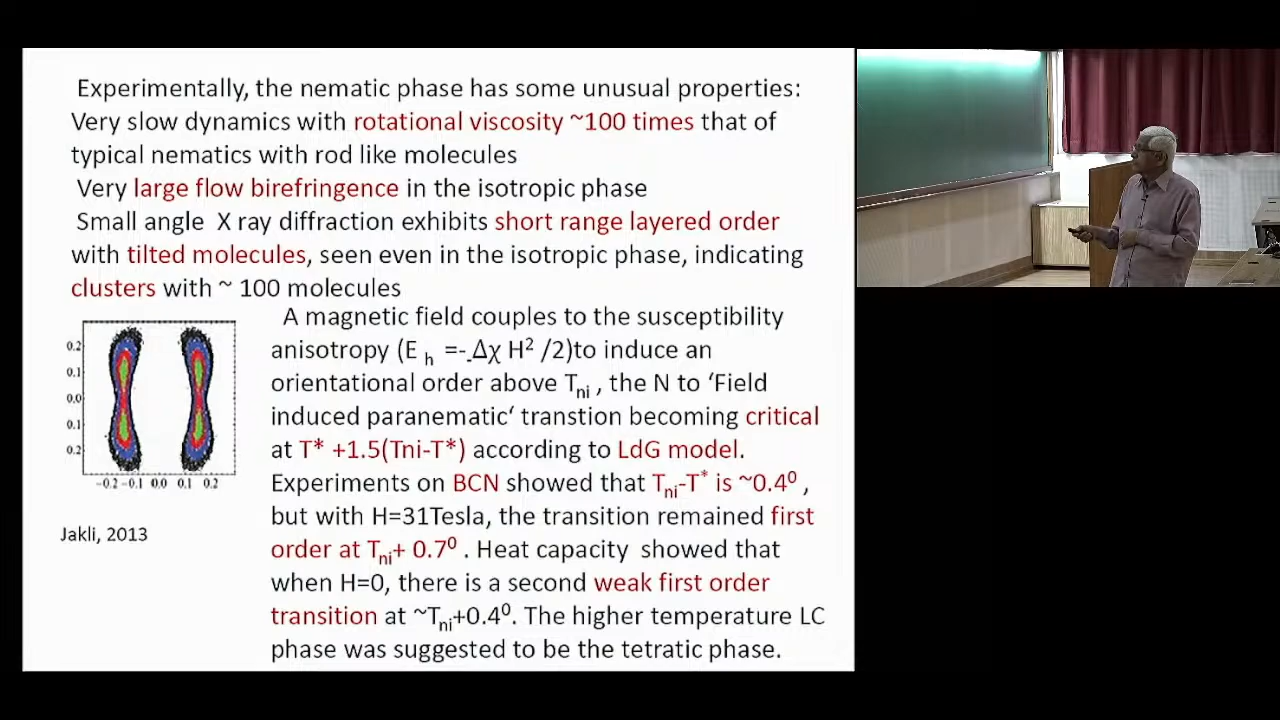 Experimentally, the nematic phase has some unusual properties:
Very slow dynamics with rotational viscosity ~100 times that of
typical nematics with rod like molecules
Very large flow birefringence in the isotropic phase
Small angle X ray diffraction exhibits short range layered order
with tilted molecules, seen even in the isotropic phase, indicating
clusters with ~ 100 molecules
A magnetic field couples to the susceptibility
anisotropy (E h =-.Δχ H² /2)to induce an
orientational order above Tni , the N to ‘Field
induced paranematic‘ transtion becoming critical
at T* +1.5(Tni-T*) according to LdG model.
Experiments on BCN showed that Tni-T* is ~0.4⁰ ,
but with H=31Tesla, the transition remained first
order at Tni+ 0.7⁰ . Heat capacity showed that
when H=0, there is a second weak first order
transition at ~Tni+0.4⁰. The higher temperature LC
phase was suggested to be the tetratic phase.
0.2
0.1
0.0
0.1
0.2
-0.2 -0.1 0.0 0.1 0.2
Jakli, 2013